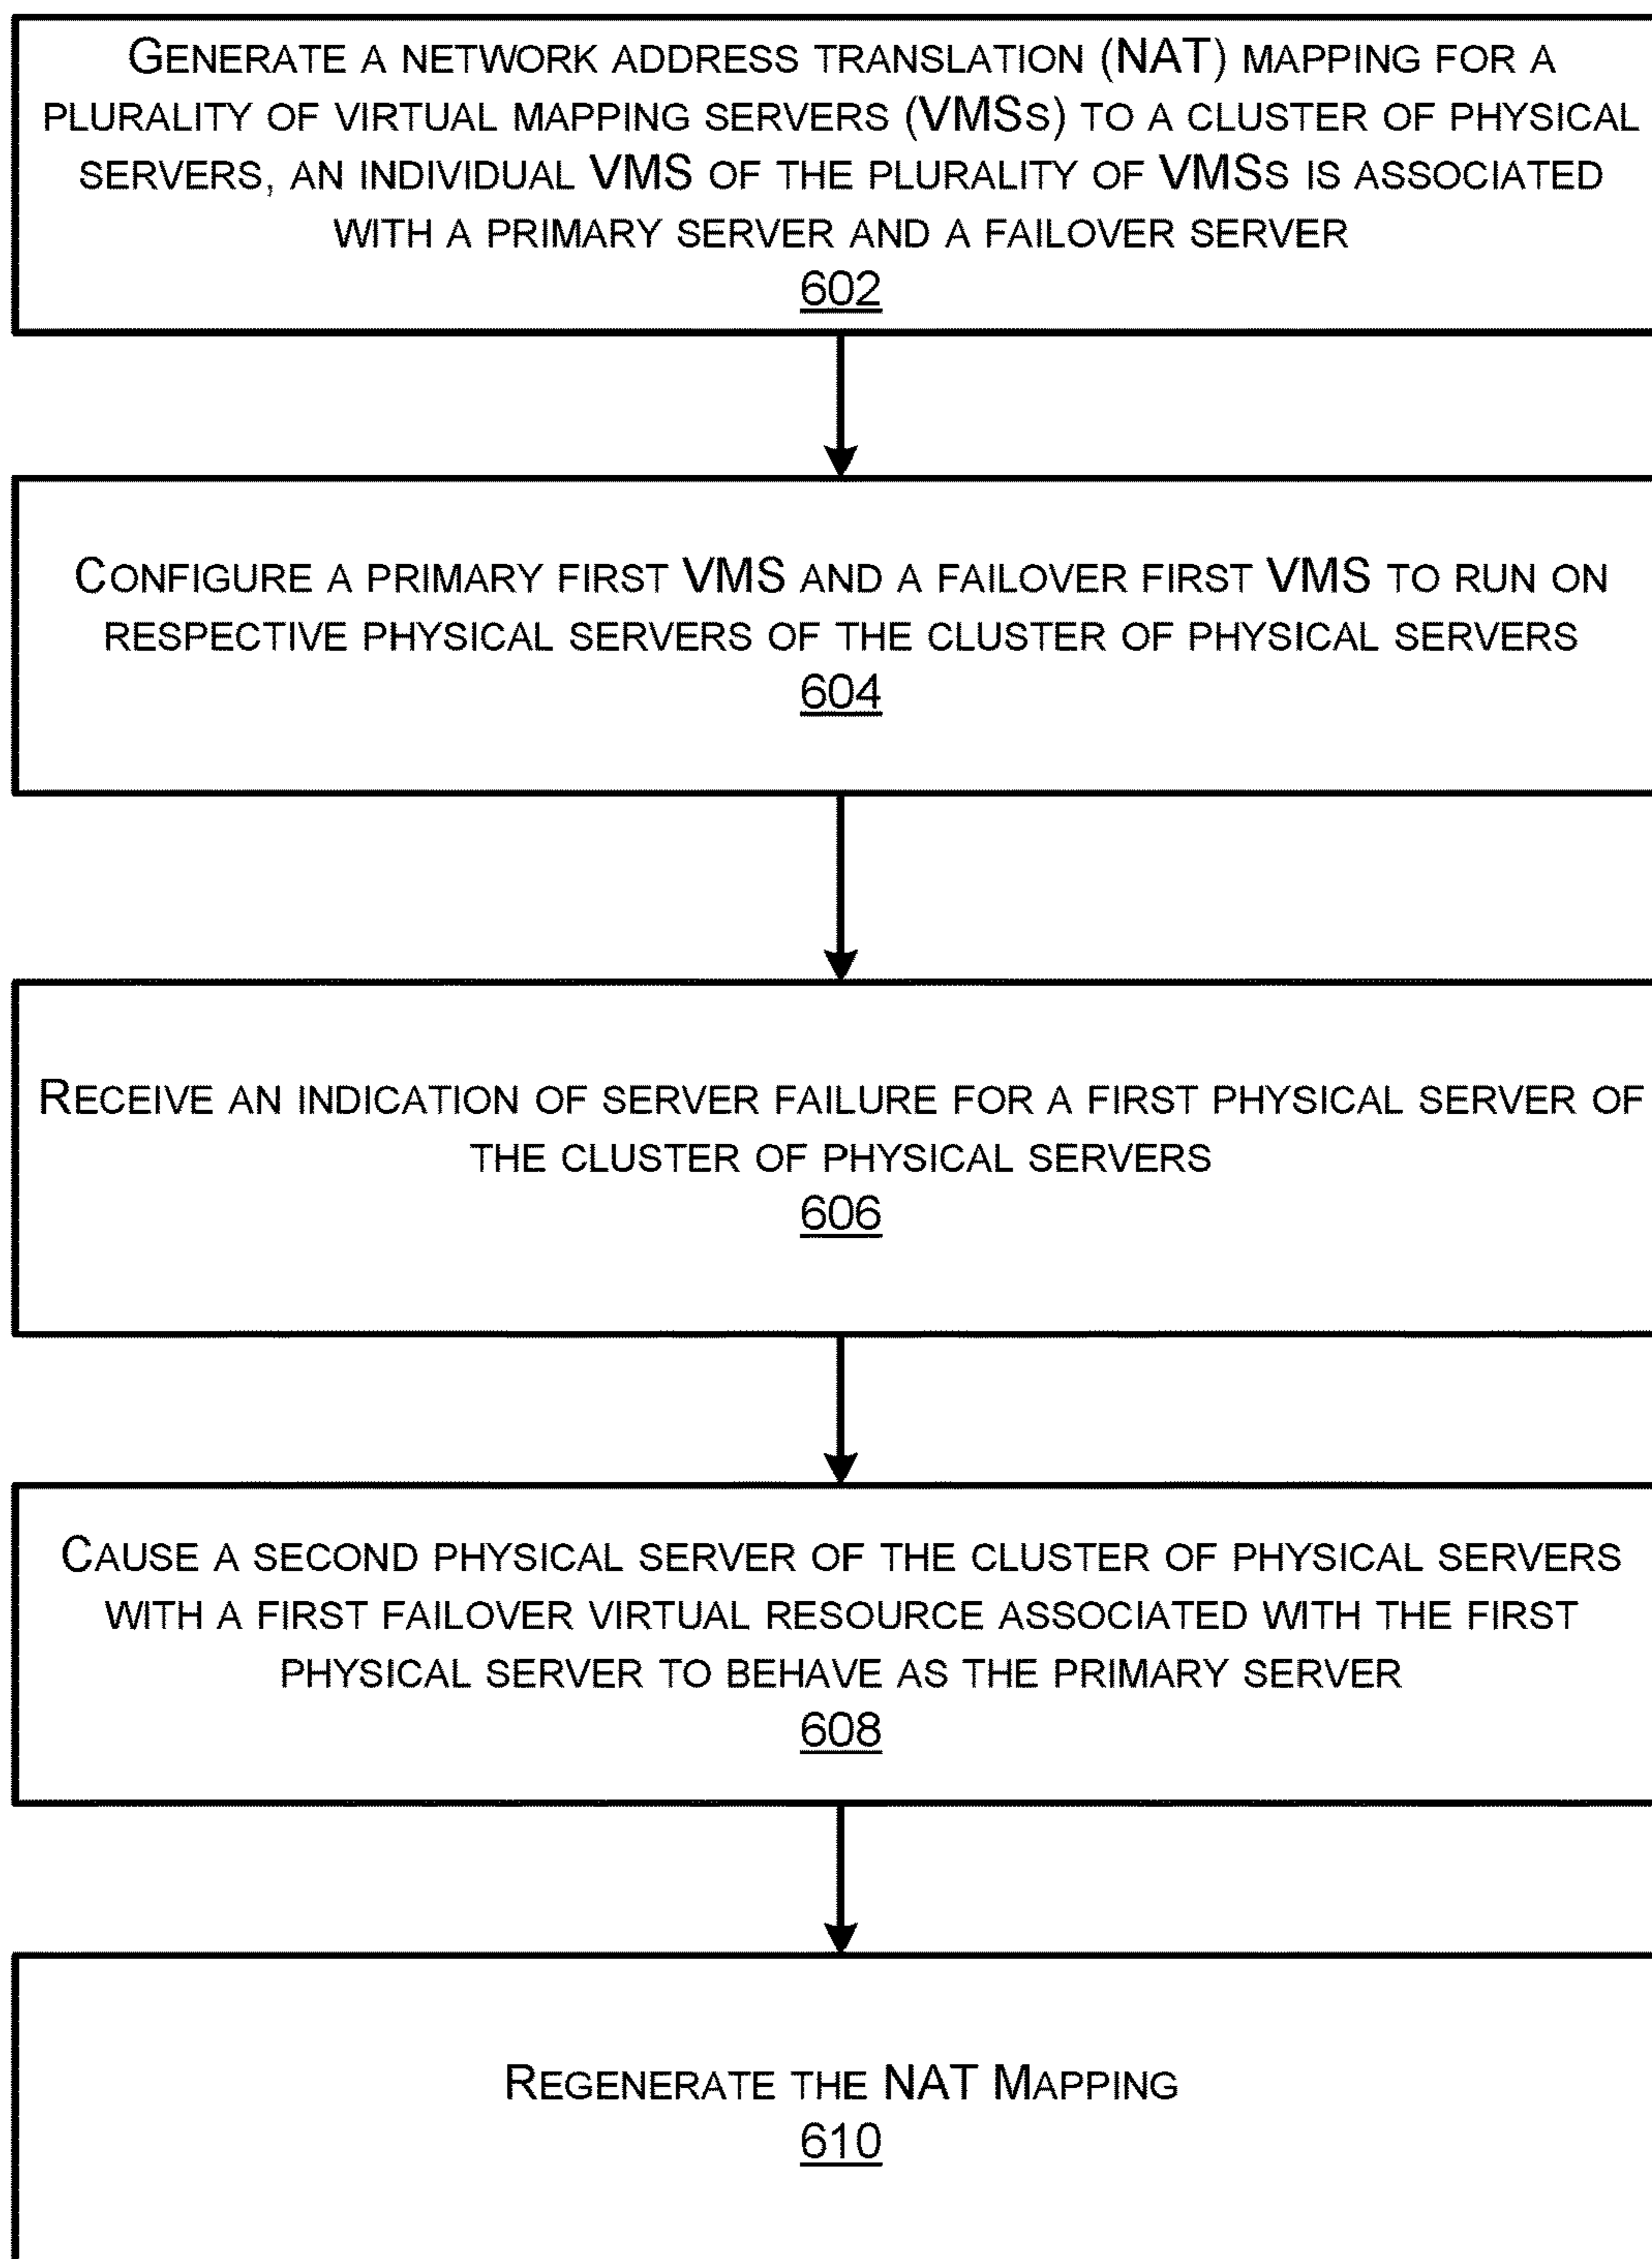 GENERATE A NETWORK ADDRESS TRANSLATION (NAT) MAPPING FOR A
PLURALITY OF VIRTUAL MAPPING SERVERS (VMSS) TO A CLUSTER OF PHYSICAL
SERVERS, AN INDIVIDUAL VMS OF THE PLURALITY OF VMSS IS ASSOCIATED
WITH A PRIMARY SERVER AND A FAILOVER SERVER
602
CONFIGURE A PRIMARY FIRST VMS AND A FAILOVER FIRST VMS TO RUN ON
RESPECTIVE PHYSICAL SERVERS OF THE CLUSTER OF PHYSICAL SERVERS
604
RECEIVE AN INDICATION OF SERVER FAILURE FOR A FIRST PHYSICAL SERVER OF
THE CLUSTER OF PHYSICAL SERVERS
606
CAUSE A SECOND PHYSICAL SERVER OF THE CLUSTER OF PHYSICAL SERVERS
WITH A FIRST FAILOVER VIRTUAL RESOURCE ASSOCIATED WITH THE FIRST
PHYSICAL SERVER TO BEHAVE AS THE PRIMARY SERVER
608
REGENERATE THE NAT MAPPING
610